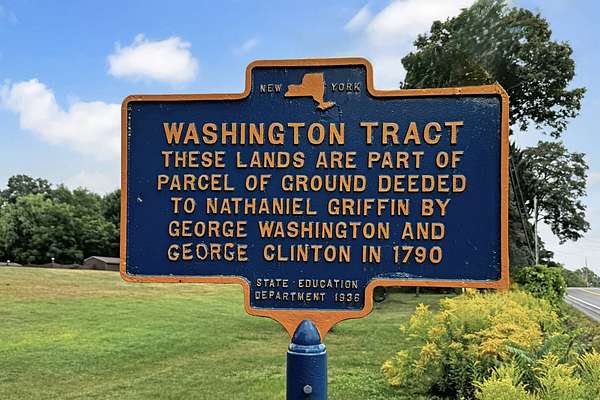 NEW YORK
WASHINGTON TRACT
THESE LANDS ARE PART OF
PARCEL OF GROUND DEEDED
TO NATHANIEL GRIFFIN BY
GEORGE WASHINGTON AND
GEORGE CLINTON IN 1790
STATE EDUCATION
DEPARTMENT 1936